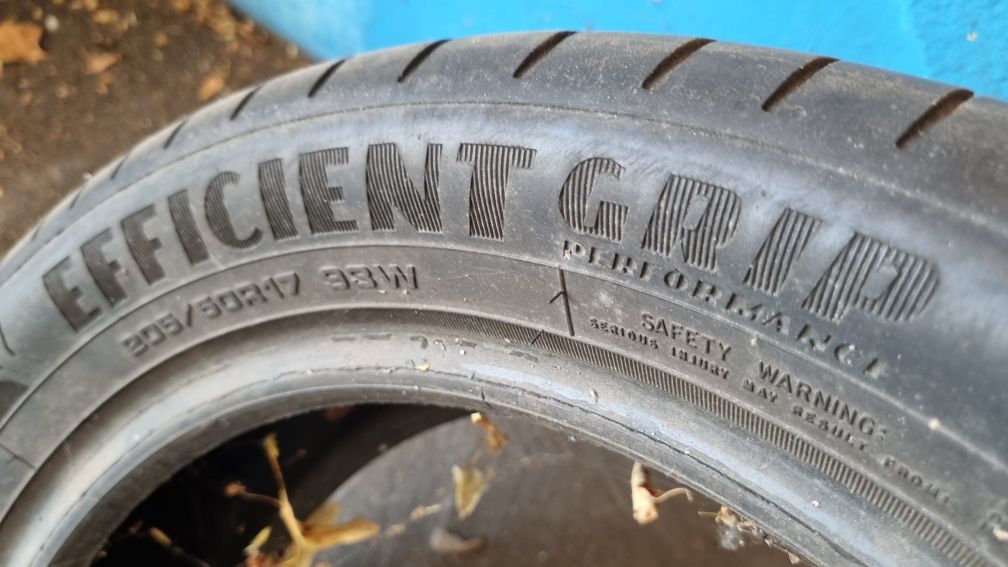 EFFICIENT GRIP
PERFORMANCE
205/50R17 93W
SAFETY WARNING:
SERIOUS INJURY MAY RESULT FROM: